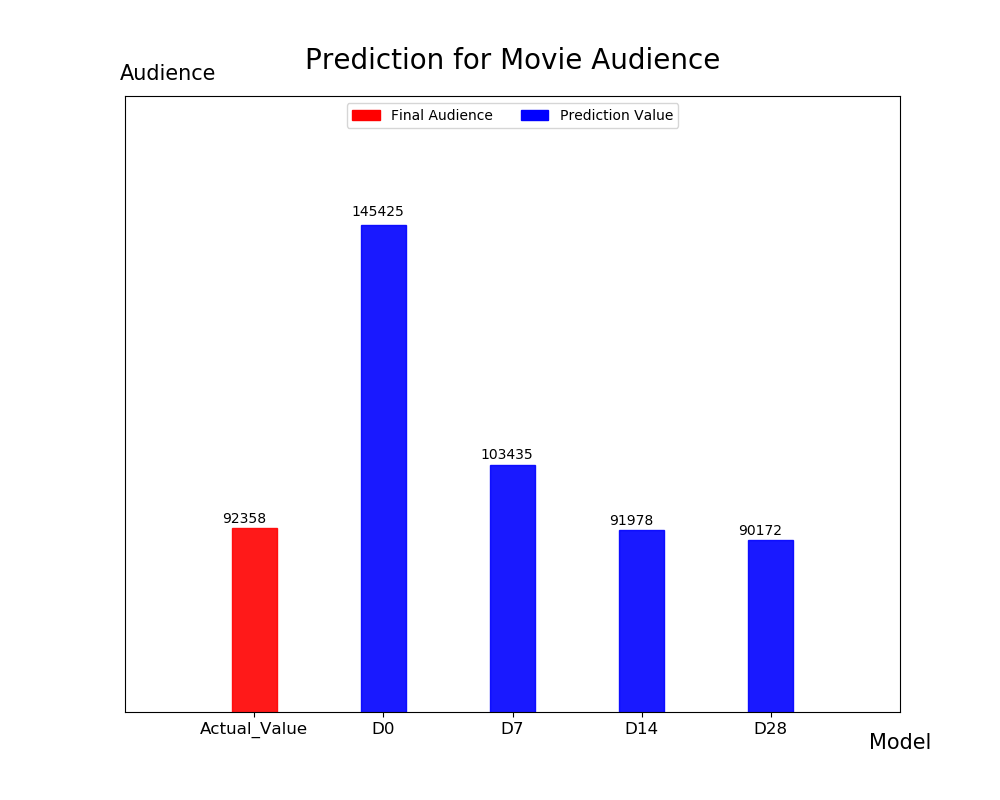 Prediction for Movie Audience
Audience
Final Audience Prediction Value
145425
103435
92358
91978
90172
Actual_Value D0 D7 D14 D28
Model